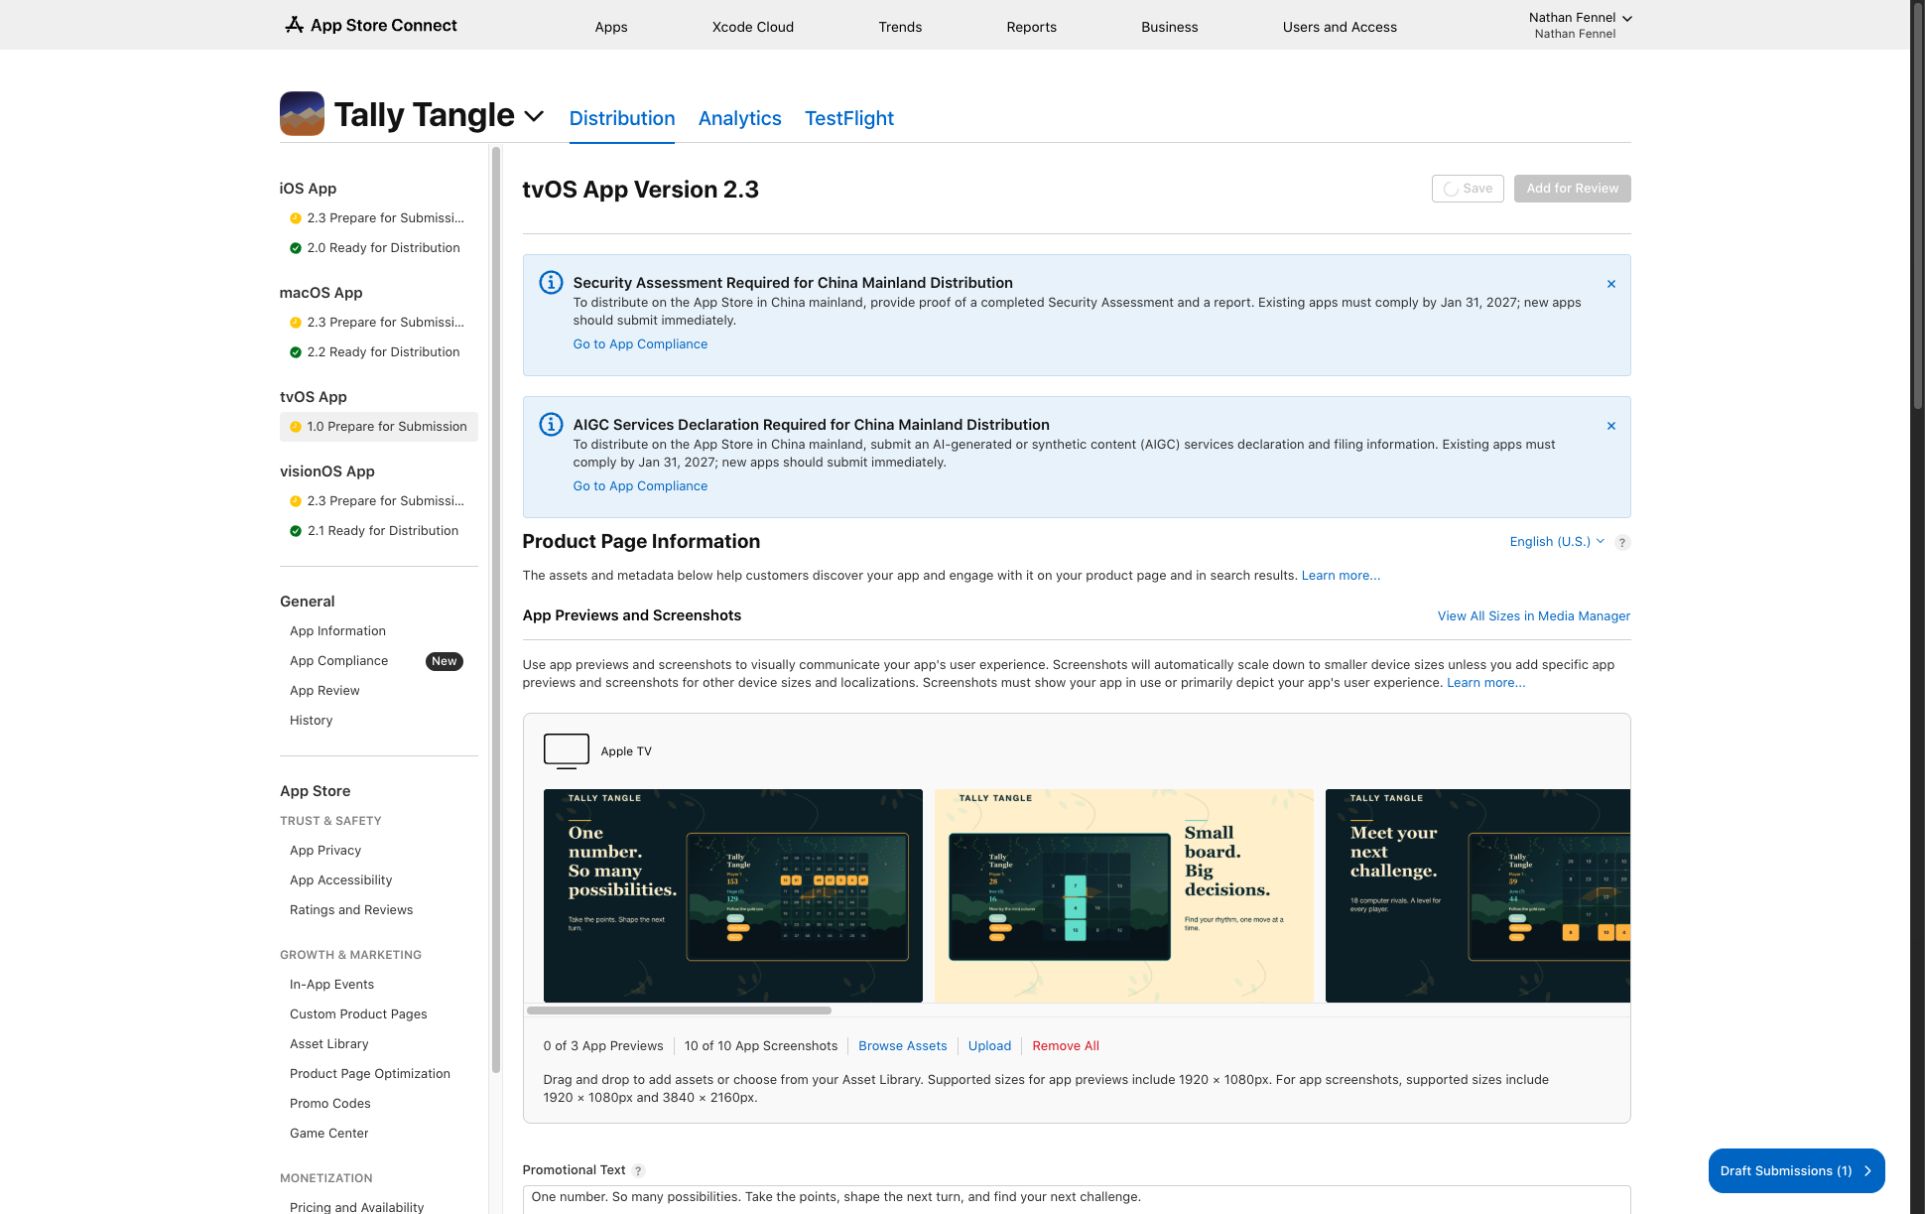 App Store Connect
Apps
Xcode Cloud
Trends
Reports
Business
Users and Access
Nathan Fennel
Nathan Fennel
Tally Tangle
Distribution
Analytics
TestFlight
iOS App
2.3 Prepare for Submissi...
2.0 Ready for Distribution
macOS App
2.3 Prepare for Submissi...
2.2 Ready for Distribution
tvOS App
1.0 Prepare for Submission
visionOS App
2.3 Prepare for Submissi...
2.1 Ready for Distribution
General
App Information
App Compliance New
App Review
History
App Store
TRUST & SAFETY
App Privacy
App Accessibility
Ratings and Reviews
GROWTH & MARKETING
In-App Events
Custom Product Pages
Asset Library
Product Page Optimization
Promo Codes
Game Center
MONETIZATION
Pricing and Availability
tvOS App Version 2.3
Save
Add for Review
Security Assessment Required for China Mainland Distribution
To distribute on the App Store in China mainland, provide proof of a completed Security Assessment and a report. Existing apps must comply by Jan 31, 2027; new apps
should submit immediately.
Go to App Compliance
AIGC Services Declaration Required for China Mainland Distribution
To distribute on the App Store in China mainland, submit an AI-generated or synthetic content (AIGC) services declaration and filing information. Existing apps must
comply by Jan 31, 2027; new apps should submit immediately.
Go to App Compliance
Product Page Information
English (U.S.) ?
The assets and metadata below help customers discover your app and engage with it on your product page and in search results. Learn more...
App Previews and Screenshots
View All Sizes in Media Manager
Use app previews and screenshots to visually communicate your app's user experience. Screenshots will automatically scale down to smaller device sizes unless you add specific app
previews and screenshots for other device sizes and localizations. Screenshots must show your app in use or primarily depict your app's user experience. Learn more...
Apple TV
TALLY TANGLE
One
number.
So many
possibilities.
Take the points. Shape the next
turn.
Tally
Tangle
153
129
TALLY TANGLE
Small
board.
Big
decisions.
Find your rhythm, one move at a
time.
Tally
Tangle
28
16
TALLY TANGLE
Meet your
next
challenge.
18 computer rivals. A level for
every player.
Tally
Tangle
59
44
0 of 3 App Previews
10 of 10 App Screenshots
Browse Assets
Upload
Remove All
Drag and drop to add assets or choose from your Asset Library. Supported sizes for app previews include 1920 × 1080px. For app screenshots, supported sizes include
1920 × 1080px and 3840 × 2160px.
Promotional Text ?
One number. So many possibilities. Take the points, shape the next turn, and find your next challenge.
Draft Submissions (1)